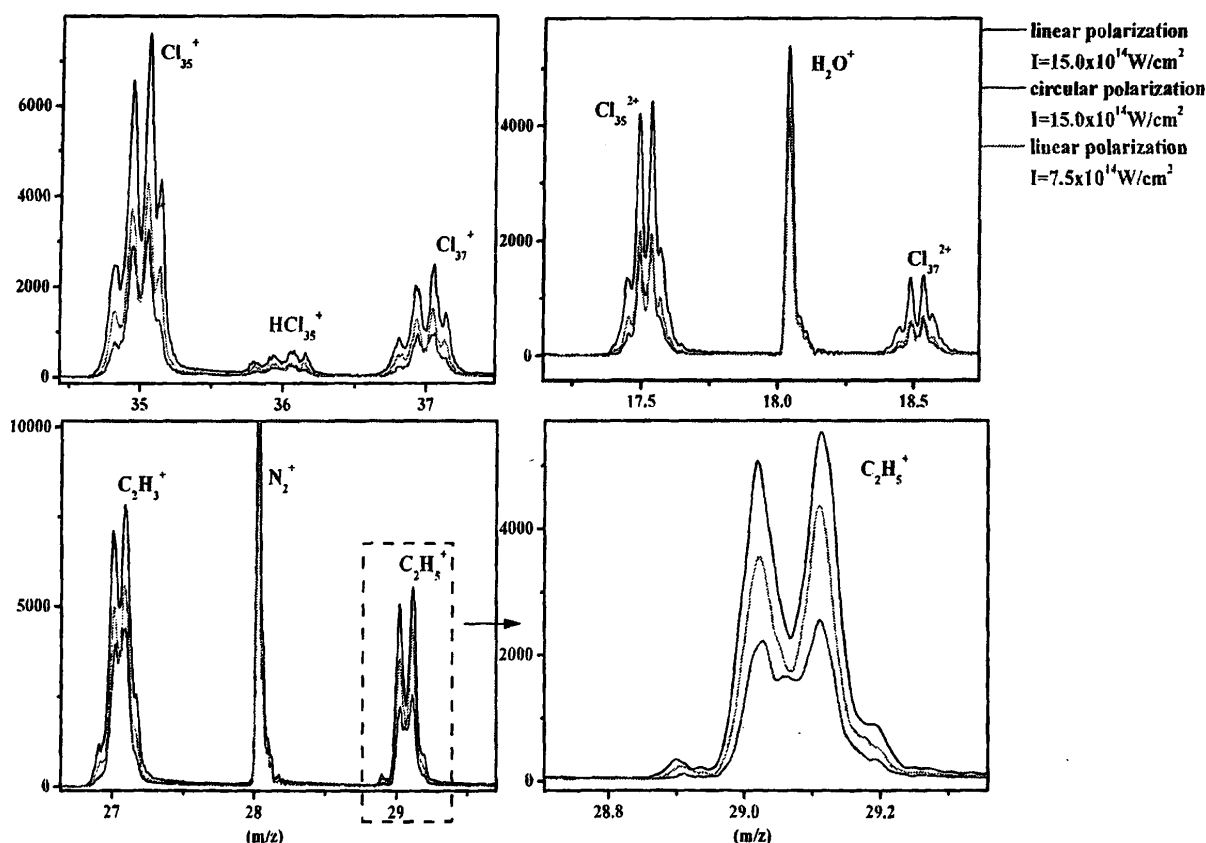 Cl₃₅⁺
Cl₃₇⁺
HCl₃₅⁺
6000
4000
2000
0
35
36
37
Cl₃₅²⁺
H₂O⁺
Cl₃₇²⁺
4000
2000
0
17.5
18.0
18.5
linear polarization
I=15.0x10¹⁴W/cm²
circular polarization
I=15.0x10¹⁴W/cm²
linear polarization
I=7.5x10¹⁴W/cm²
10000
5000
0
C₂H₃⁺
N₂⁺
C₂H₅⁺
27
28
29
(m/z)
4000
2000
0
C₂H₅⁺
28.8
29.0
29.2
(m/z)